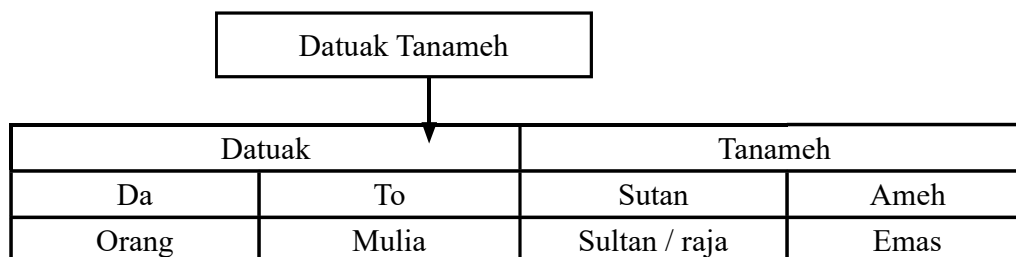 Datuak Tanameh
Datuak Tanameh
Da To Sutan Ameh
Orang Mulia Sultan / raja Emas